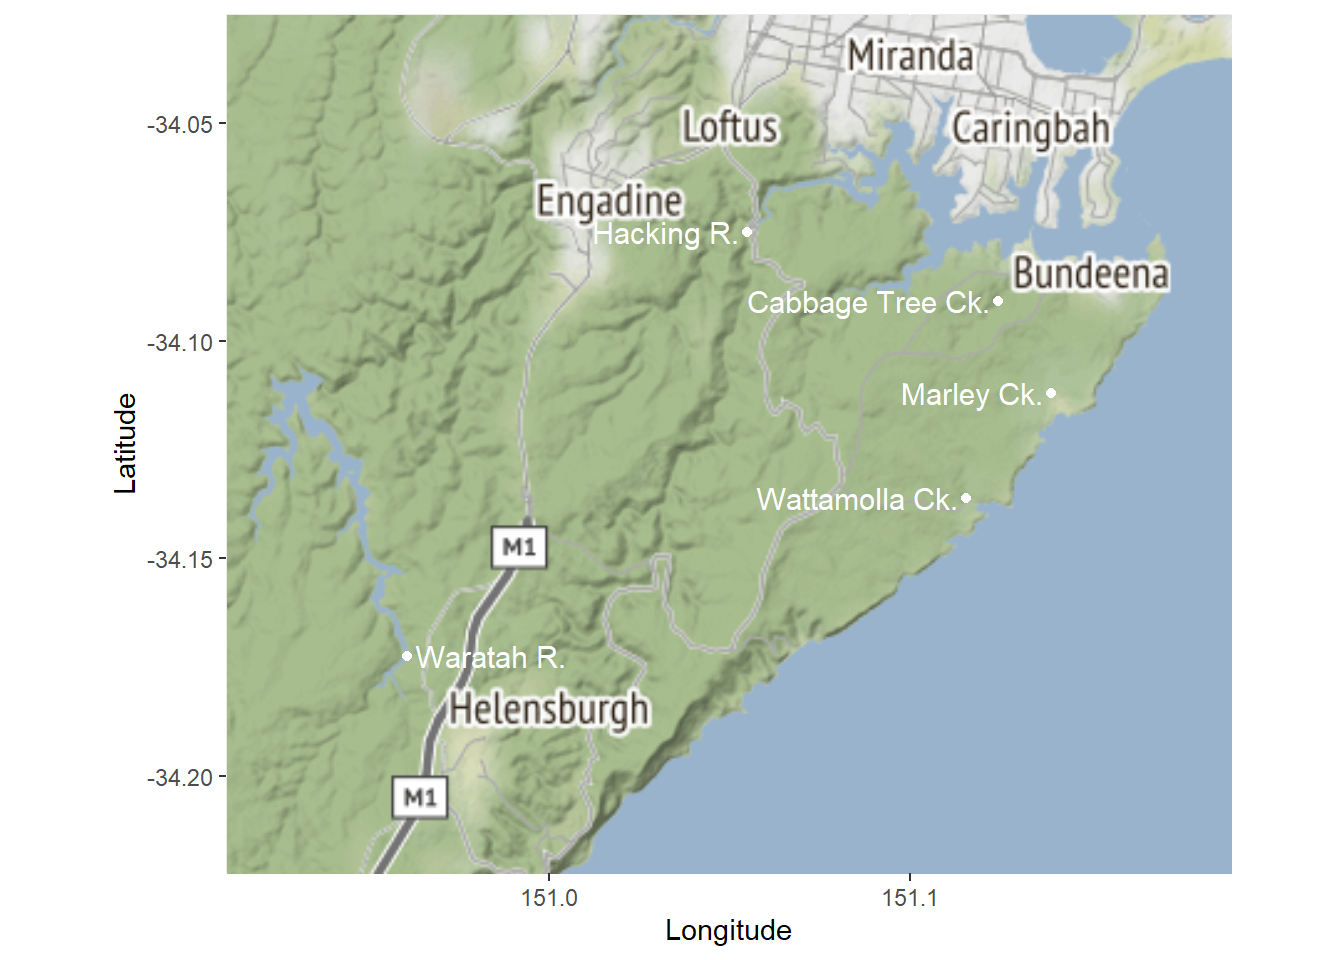 Miranda
Loftus
Caringbah
-34.05
Engadine
Hacking R.
Bundeena
Cabbage Tree Ck.
-34.10
Marley Ck.
Latitude
Wattamolla Ck.
M1
-34.15
Waratah R.
Helensburgh
-34.20
M1
151.0
151.1
Longitude